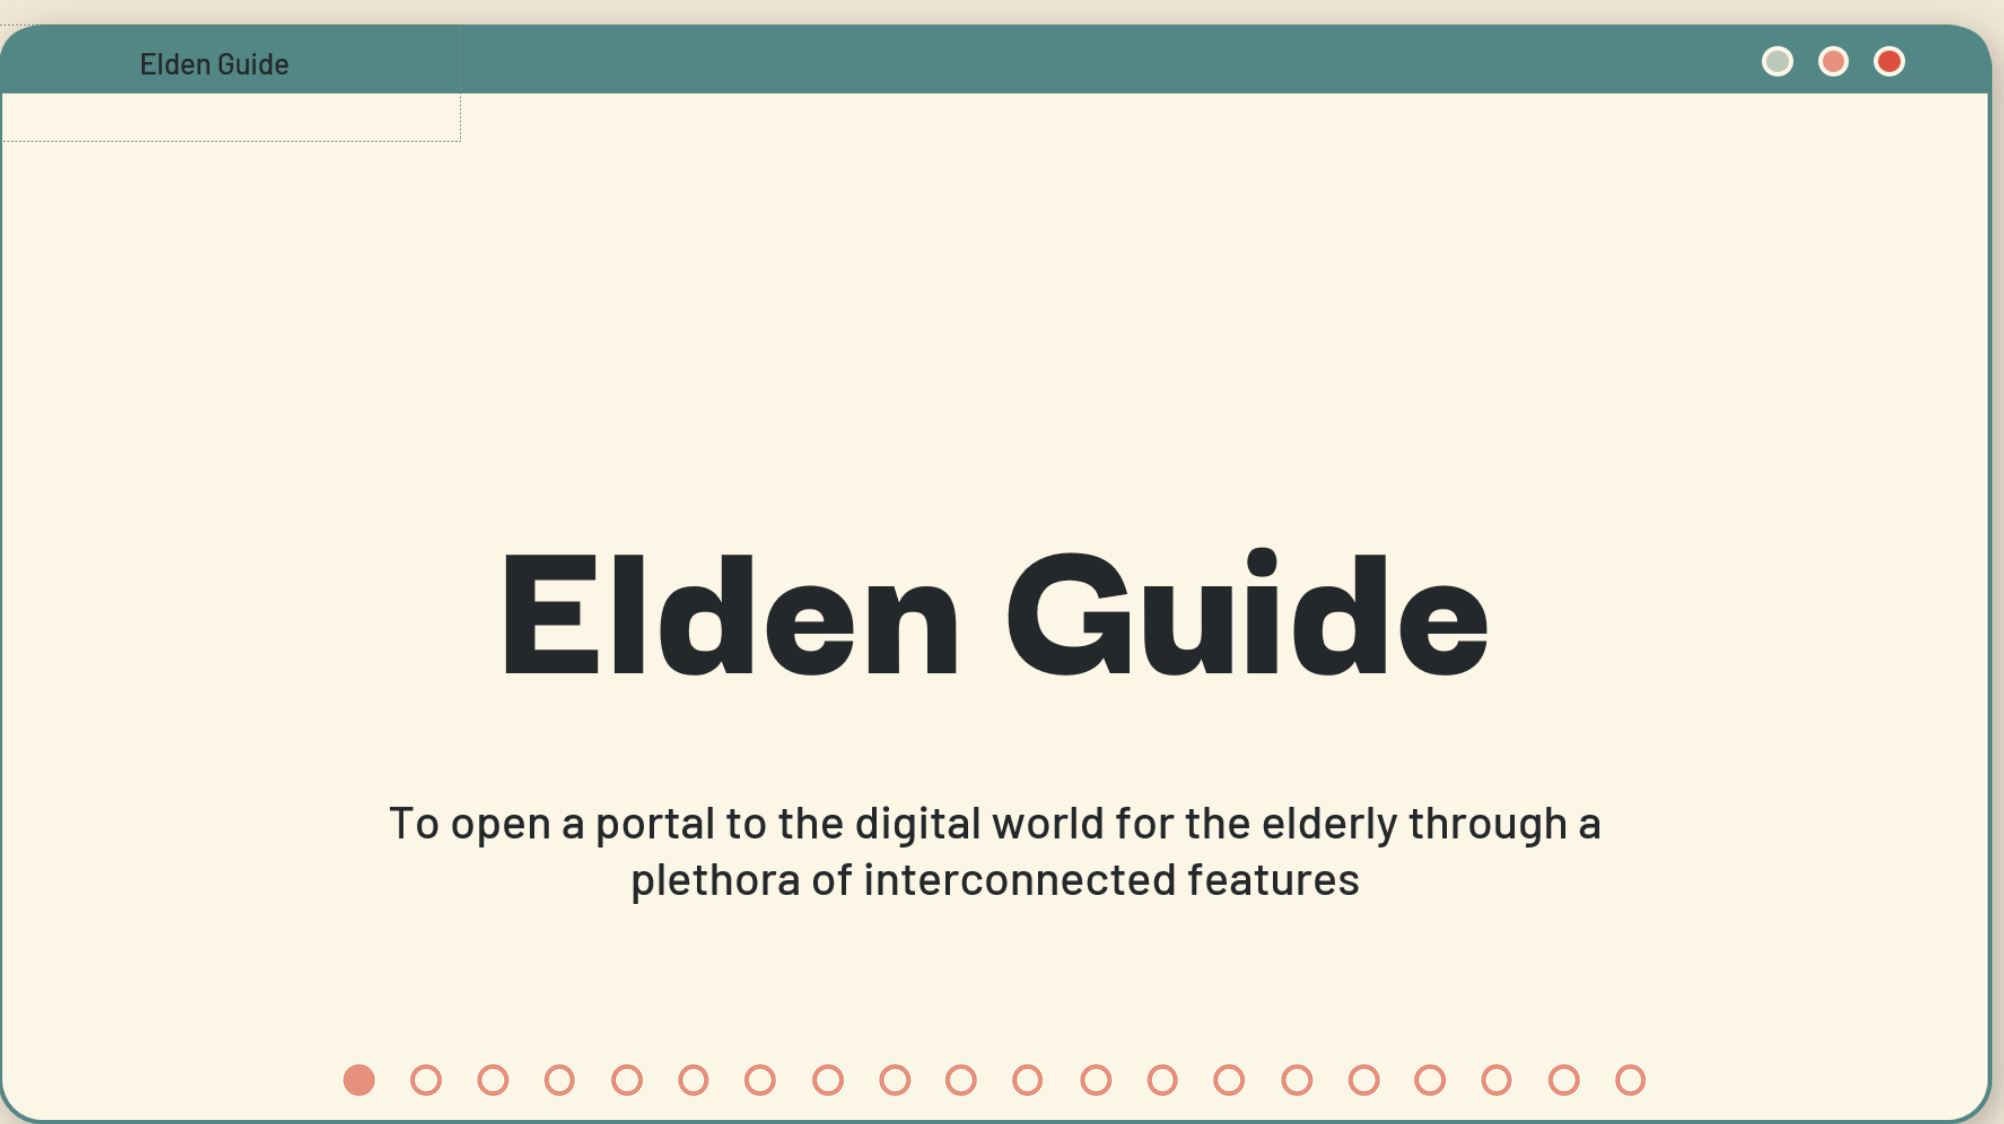 Elden Guide
Elden Guide
To open a portal to the digital world for the elderly through a
plethora of interconnected features